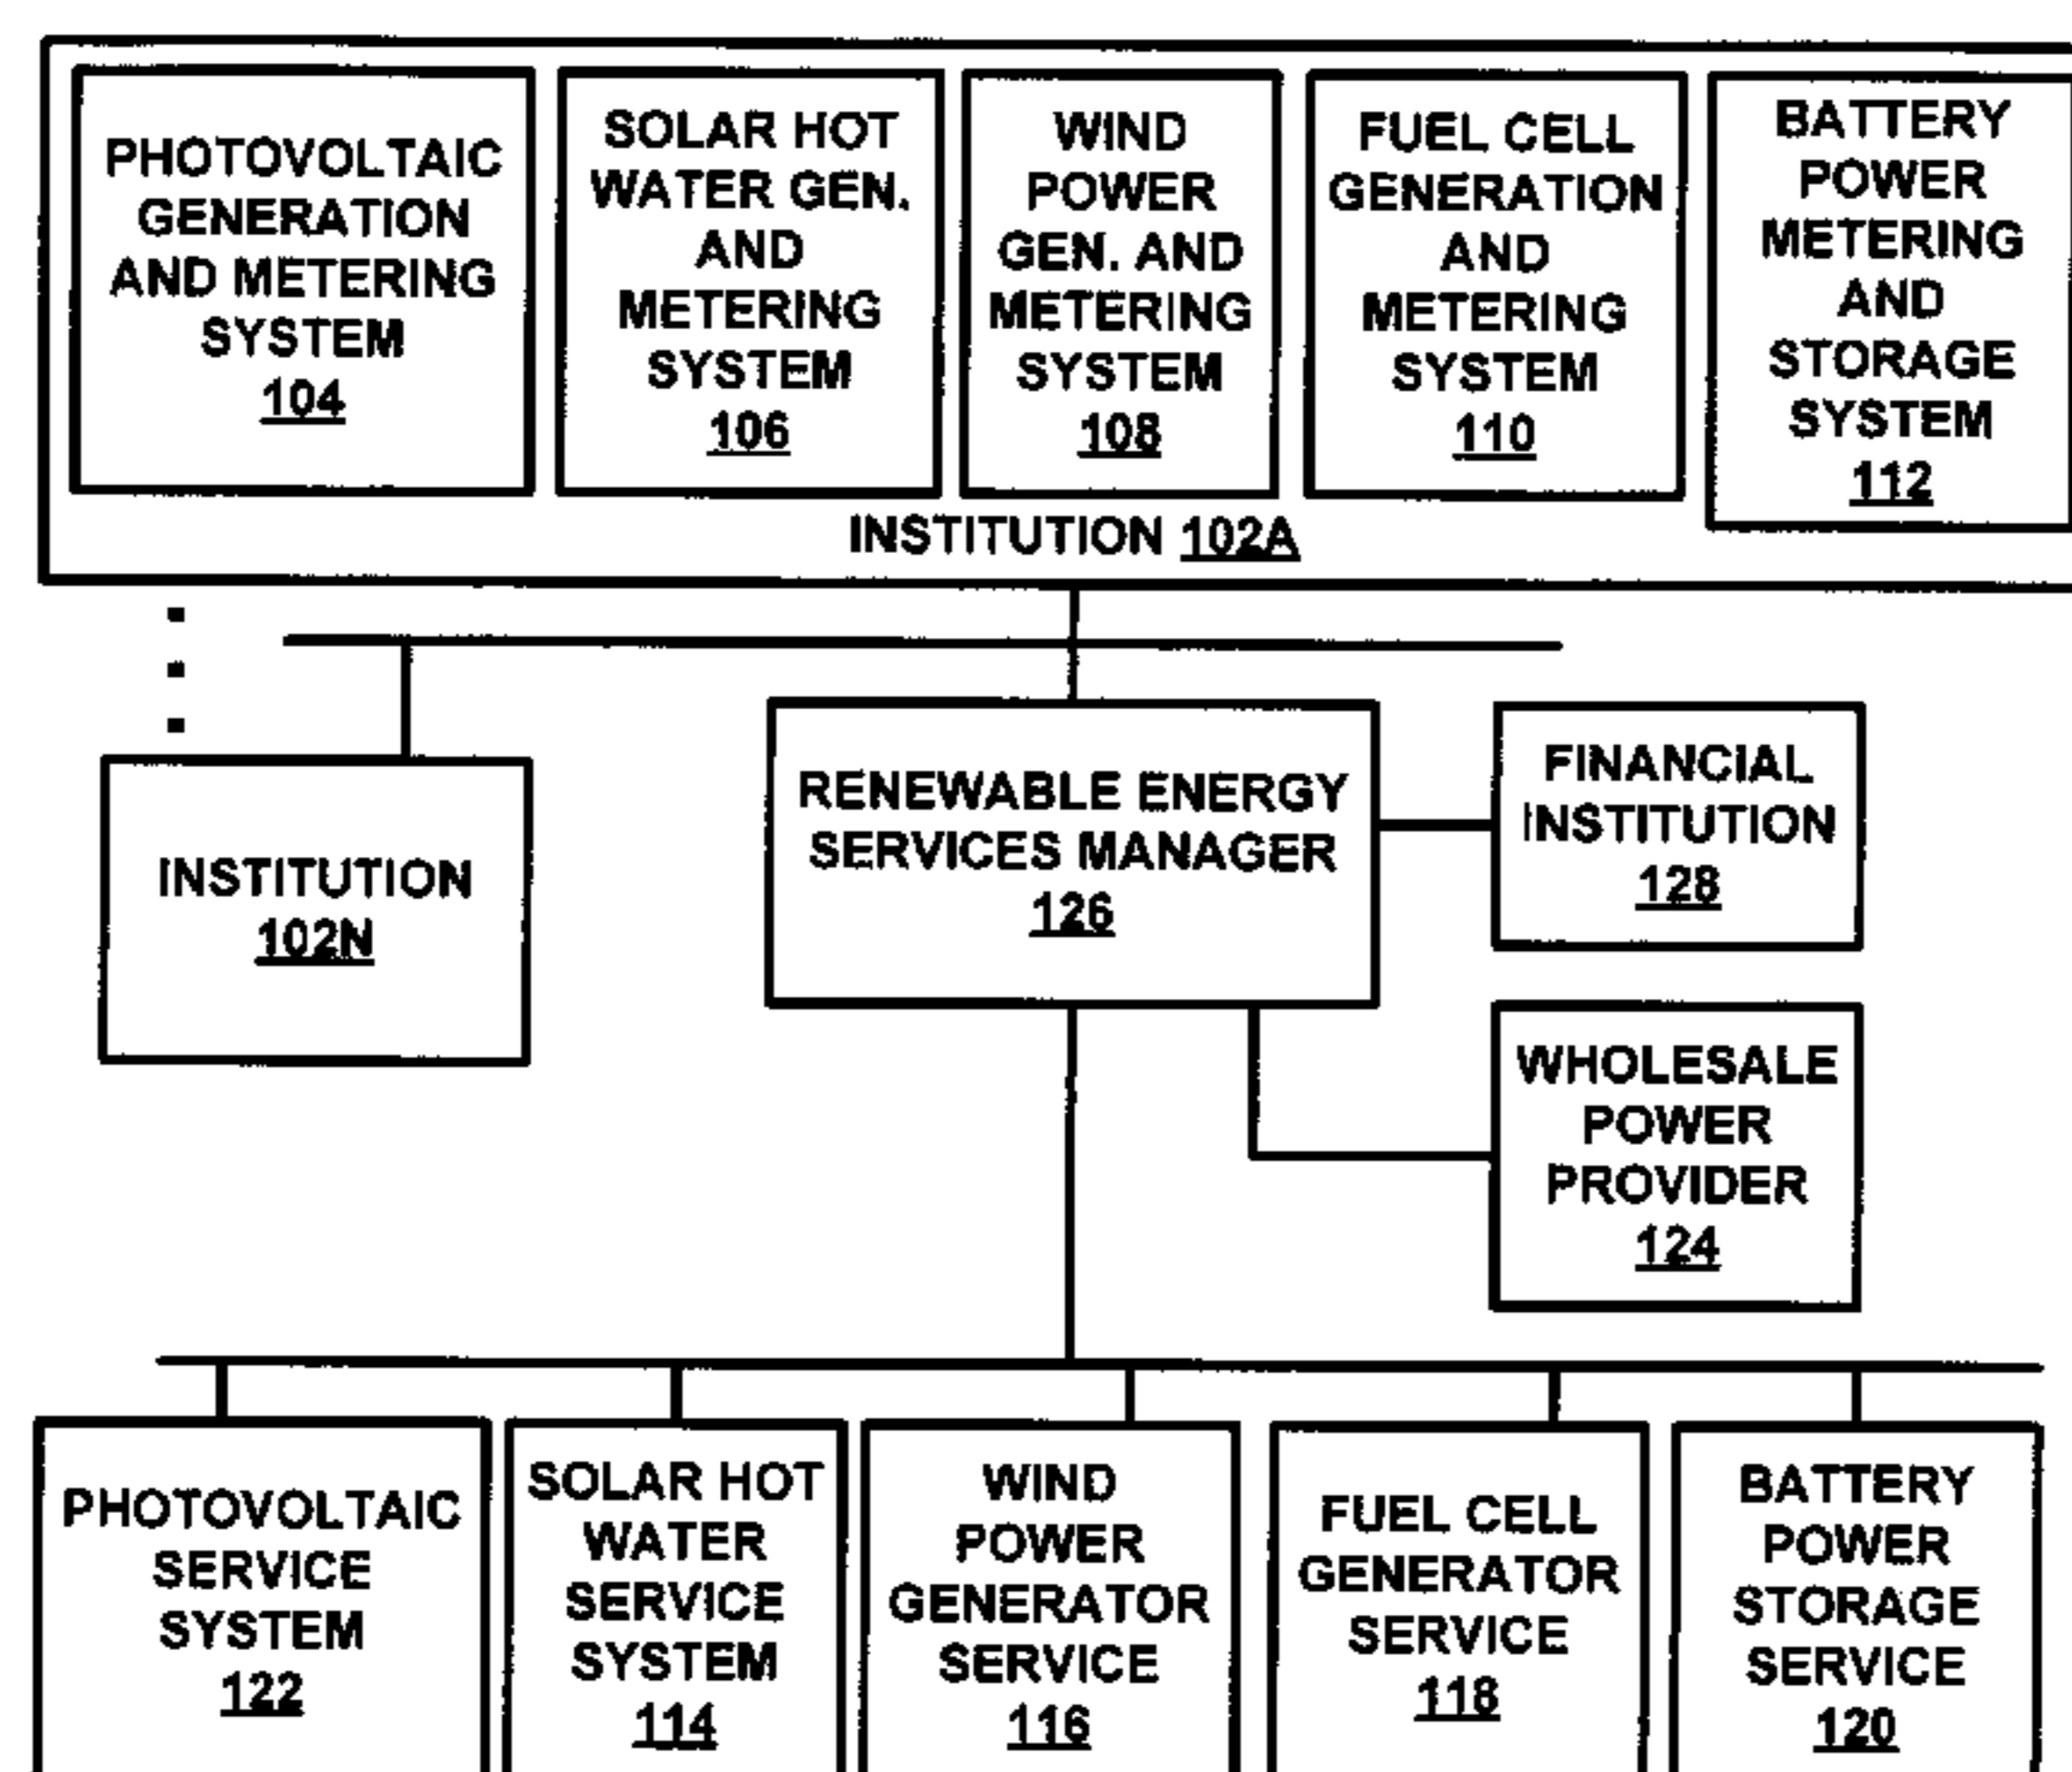 PHOTOVOLTAIC
GENERATION
AND METERING
SYSTEM
104
SOLAR HOT
WATER GEN.
AND
METERING
SYSTEM
106
WIND
POWER
GEN. AND
METERING
SYSTEM
108
FUEL CELL
GENERATION
AND
METERING
SYSTEM
110
BATTERY
POWER
METERING
AND
STORAGE
SYSTEM
112
INSTITUTION 102A
INSTITUTION
102N
RENEWABLE ENERGY
SERVICES MANAGER
126
FINANCIAL
INSTITUTION
128
WHOLESALE
POWER
PROVIDER
124
PHOTOVOLTAIC
SERVICE
SYSTEM
122
SOLAR HOT
WATER
SERVICE
SYSTEM
114
WIND
POWER
GENERATOR
SERVICE
116
FUEL CELL
GENERATOR
SERVICE
118
BATTERY
POWER
STORAGE
SERVICE
120